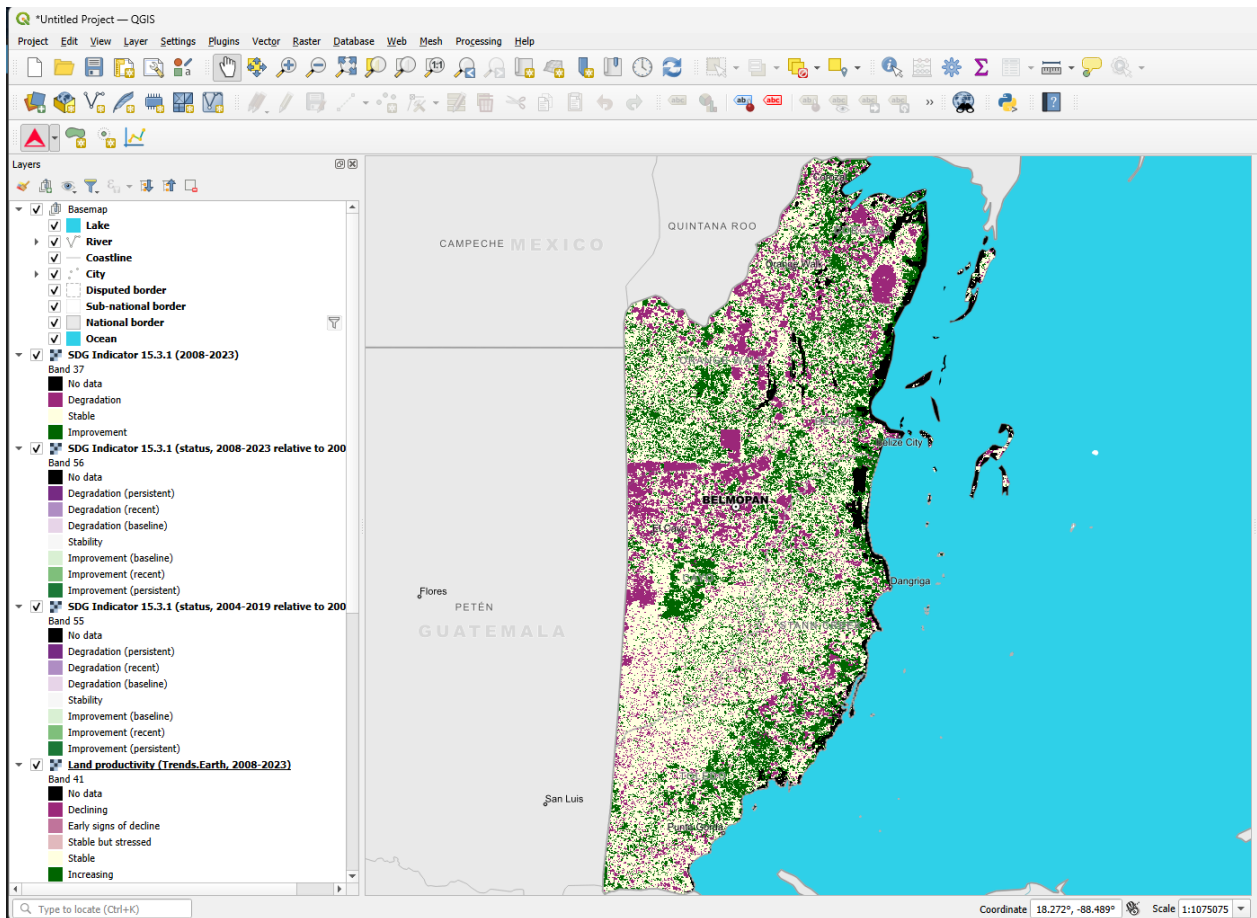 *Untitled Project — QGIS
Project Edit View Layer Settings Plugins Vector Raster Database Web Mesh Processing Help
Layers
Basemap
Lake
River
Coastline
City
Disputed border
Sub-national border
National border
Ocean
SDG Indicator 15.3.1 (2008-2023)
Band 37
No data
Degradation
Stable
Improvement
SDG Indicator 15.3.1 (status, 2008-2023 relative to 200
Band 56
No data
Degradation (persistent)
Degradation (recent)
Degradation (baseline)
Stability
Improvement (baseline)
Improvement (recent)
Improvement (persistent)
SDG Indicator 15.3.1 (status, 2004-2019 relative to 200
Band 55
No data
Degradation (persistent)
Degradation (recent)
Degradation (baseline)
Stability
Improvement (baseline)
Improvement (recent)
Improvement (persistent)
Land productivity (Trends.Earth, 2008-2023)
Band 41
No data
Declining
Early signs of decline
Stable but stressed
Stable
Increasing
QUINTANA ROO
CAMPECHE MEXICO
Orange Walk
ORANGE WALK
Belize City
BELMOPAN
Dangriga
Flores
PETÉN
GUATEMALA
San Luis
Punta Gorda
Type to locate (Ctrl+K)
Coordinate 18.272°, -88.489° Scale 1:1075075